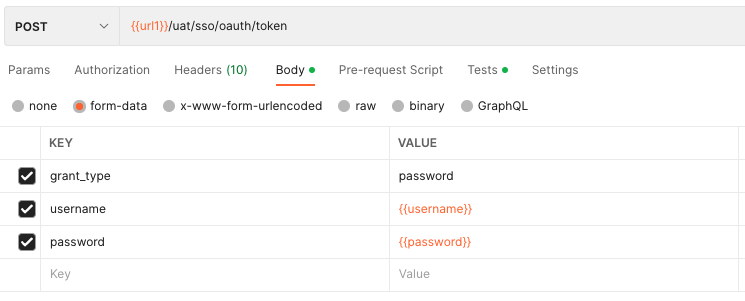 POST {{url1}}/uat/sso/oauth/token
Params Authorization Headers (10) Body Pre-request Script Tests Settings
none form-data x-www-form-urlencoded raw binary GraphQL
KEY VALUE
grant_type password
username {{username}}
password {{password}}
Key Value